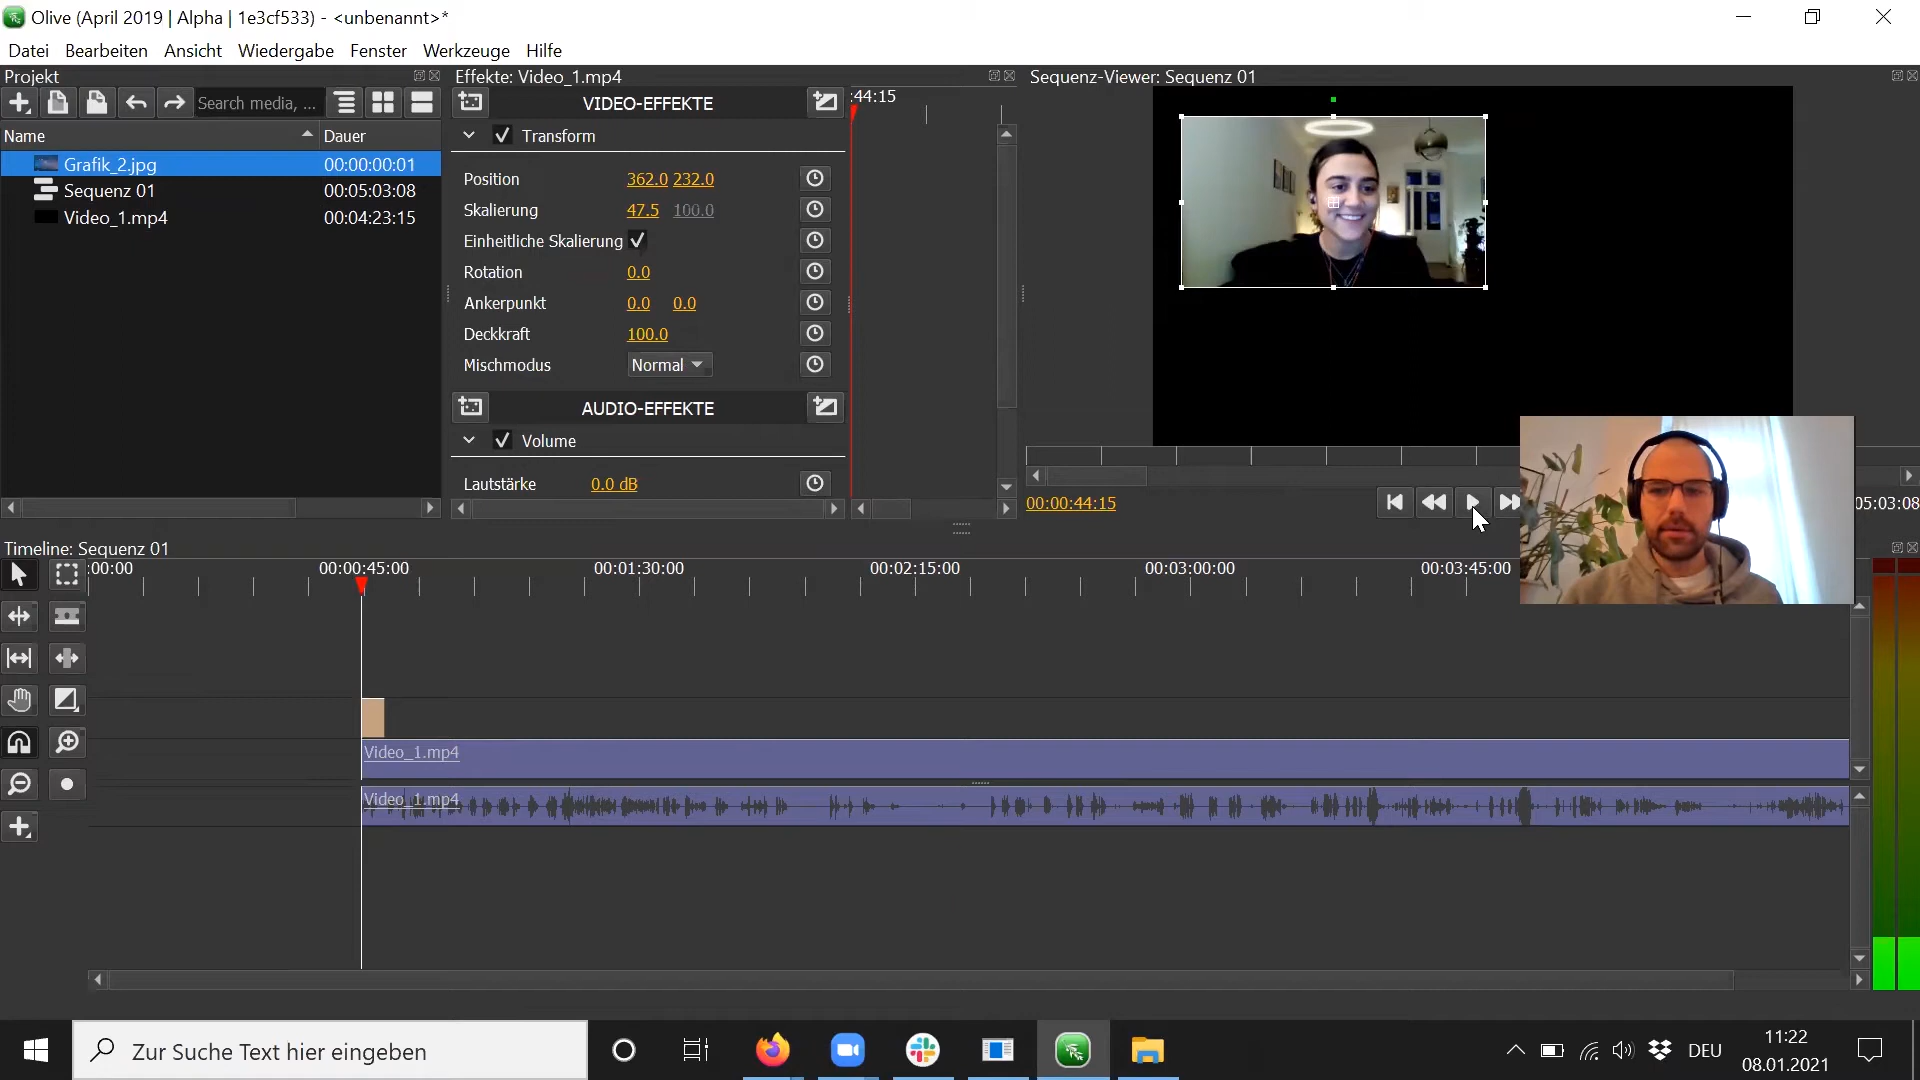 Olive (April 2019 | Alpha | 1e3cf533) - <unbenannt>*
Datei Bearbeiten Ansicht Wiedergabe Fenster Werkzeuge Hilfe
Projekt
Search media, ...
Name Dauer
Grafik_2.jpg 00:00:00:01
Sequenz 01 00:05:03:08
Video_1.mp4 00:04:23:15
Effekte: Video_1.mp4
VIDEO-EFFEKTE
Transform
Position 362.0 232.0
Skalierung 47.5 100.0
Einheitliche Skalierung
Rotation 0.0
Ankerpunkt 0.0 0.0
Deckkraft 100.0
Mischmodus Normal
AUDIO-EFFEKTE
Volume
Lautstärke 0.0 dB
:44:15
Sequenz-Viewer: Sequenz 01
00:00:44:15
05:03:08
Timeline: Sequenz 01
:00:00 00:00:45:00 00:01:30:00 00:02:15:00 00:03:00:00 00:03:45:00
Video_1.mp4
Video_1.mp4
Zur Suche Text hier eingeben
DEU
11:22
08.01.2021